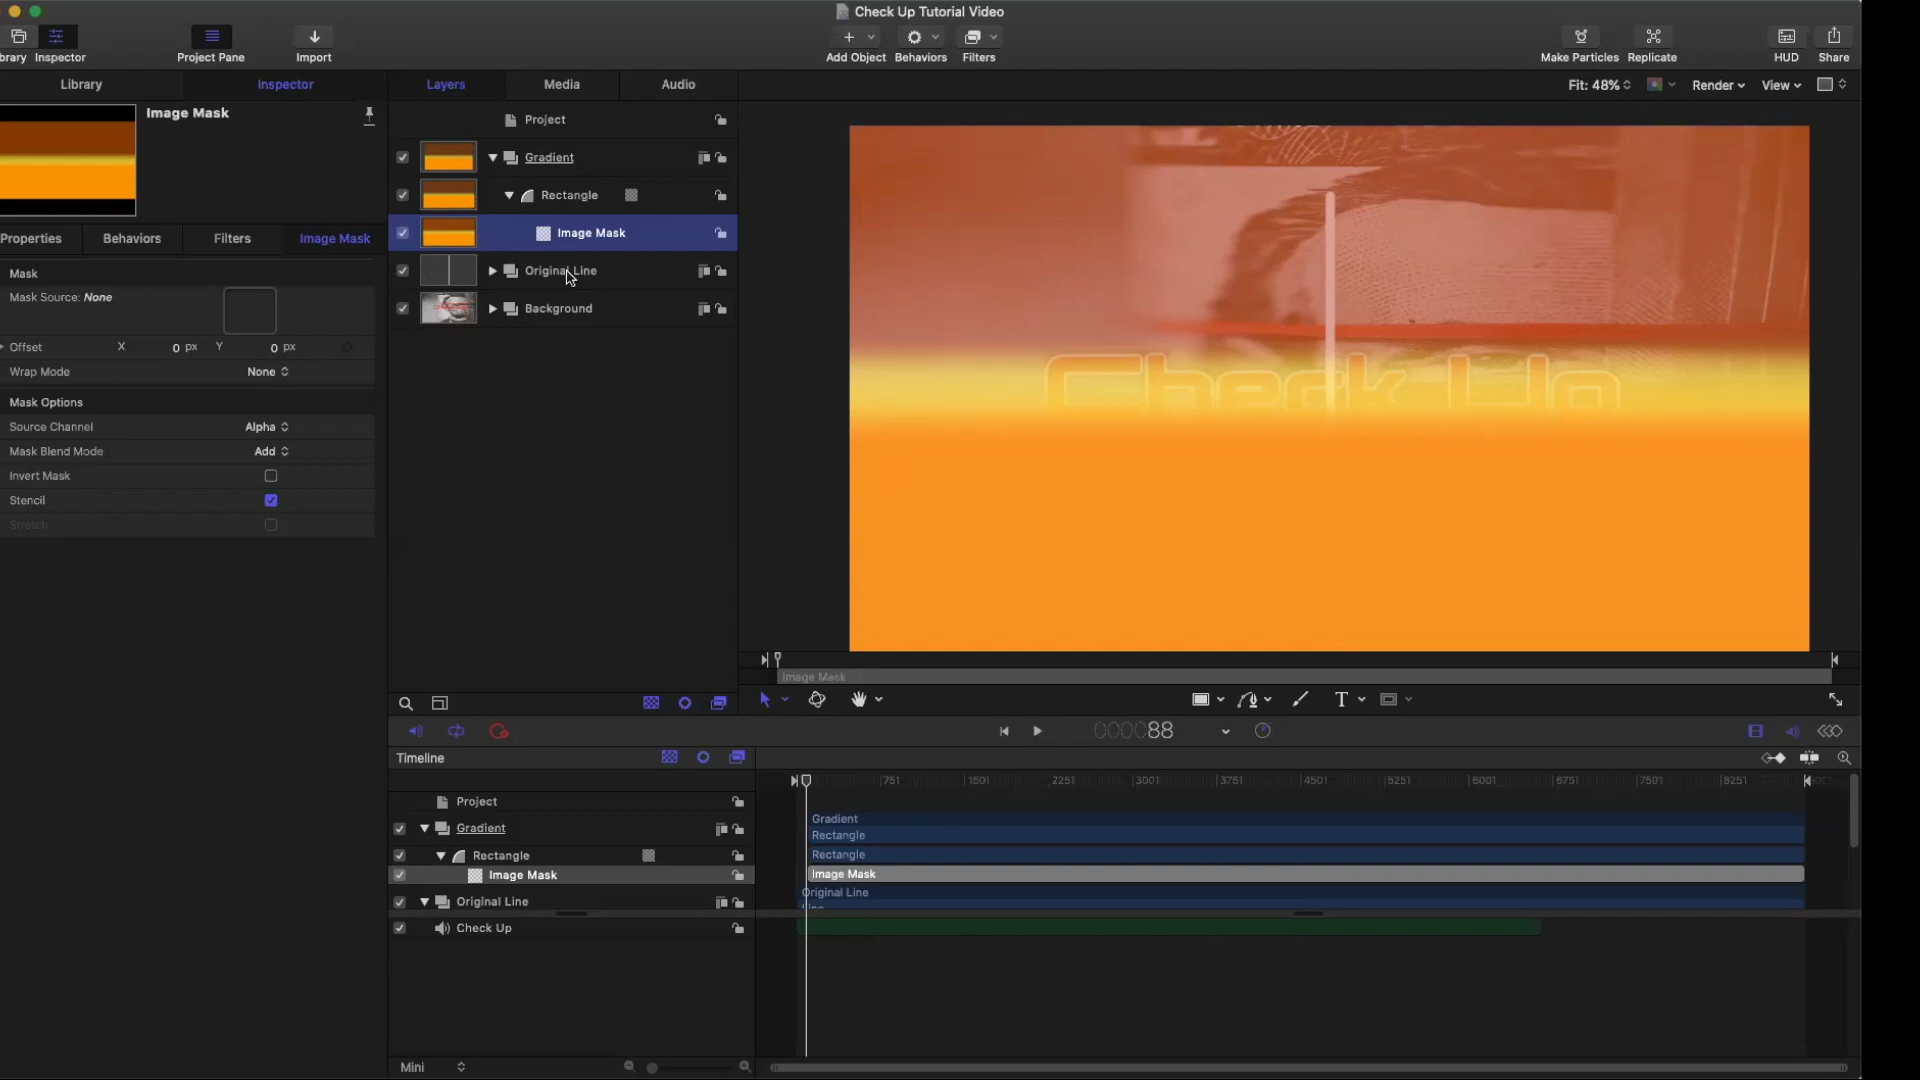 Check Up Tutorial Video
brary
Inspector
Project Pane
Import
Add Object
Behaviors
Filters
Make Particles
Replicate
HUD
Share
Library
Inspector
Layers
Media
Audio
Fit: 48%
Render
View
Image Mask
Project
Gradient
Rectangle
Image Mask
Original Line
Background
Properties
Behaviors
Filters
Image Mask
Mask
Mask Source: None
Offset X 0 px Y 0 px
Wrap Mode None
Mask Options
Source Channel Alpha
Mask Blend Mode Add
Invert Mask
Stencil
Stretch
Check Up
Image Mask
T
000088
Timeline
751 1501 2251 3001 3751 4501 5251 6001 6751 7501 8251
Project
Gradient
Rectangle
Image Mask
Original Line
Check Up
Gradient
Rectangle
Rectangle
Image Mask
Original Line
Line
Mini